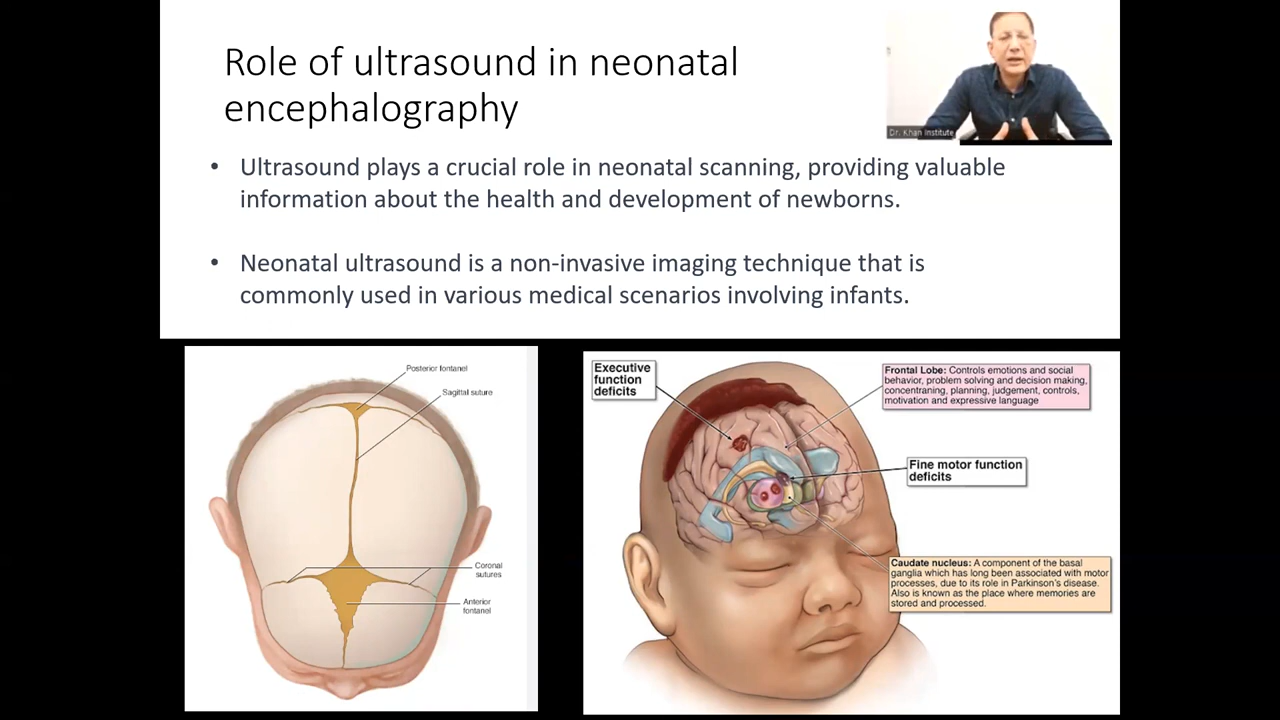 Role of ultrasound in neonatal
encephalography
Dr. Khan Institute
• Ultrasound plays a crucial role in neonatal scanning, providing valuable
information about the health and development of newborns.
• Neonatal ultrasound is a non-invasive imaging technique that is
commonly used in various medical scenarios involving infants.
Posterior fontanel
Sagittal suture
Coronal
sutures
Anterior
fontanel
Executive
function
deficits
Frontal Lobe: Controls emotions and social
behavior, problem solving and decision making,
concentraning, planning, judgement, controls,
motivation and expressive language
Fine motor function
deficits
Caudate nucleus: A component of the basal
ganglia which has long been associated with motor
processes, due to its role in Parkinson's disease.
Also is known as the place where memories are
stored and processed.